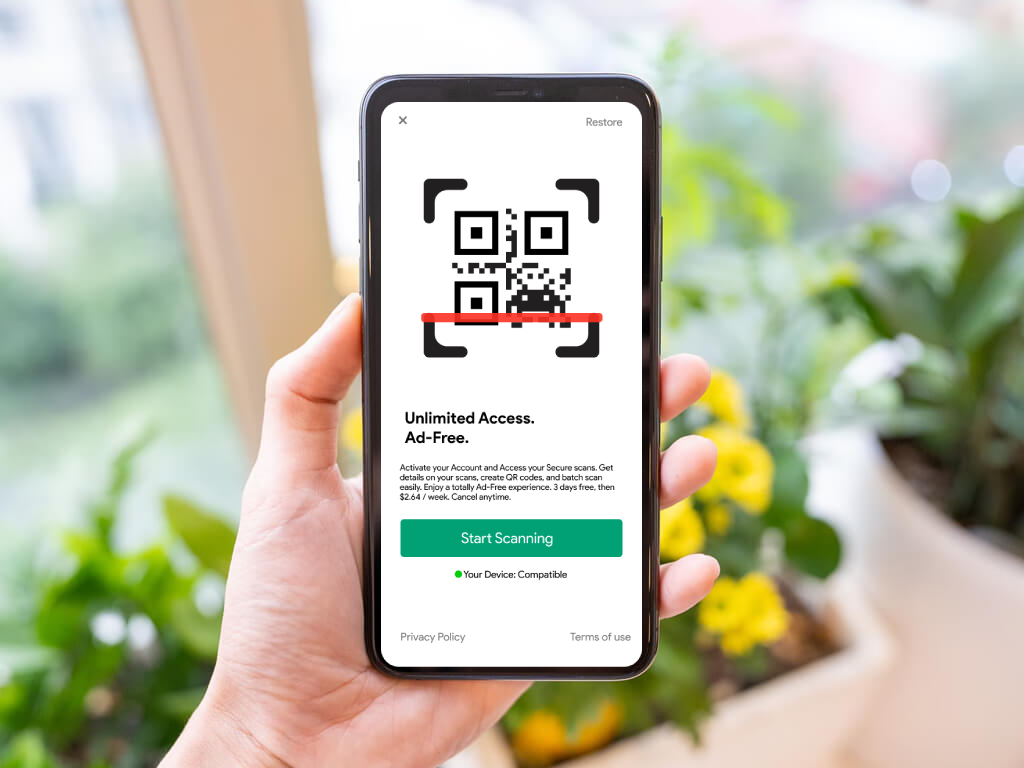 ×
Restore
Unlimited Access.
Ad-Free.
Activate your Account and Access your Secure scans. Get
details on your scans, create QR codes, and batch scan
easily. Enjoy a totally Ad-Free experience. 3 days free, then
$2.64 / week. Cancel anytime.
Start Scanning
Your Device: Compatible
Privacy Policy
Terms of use